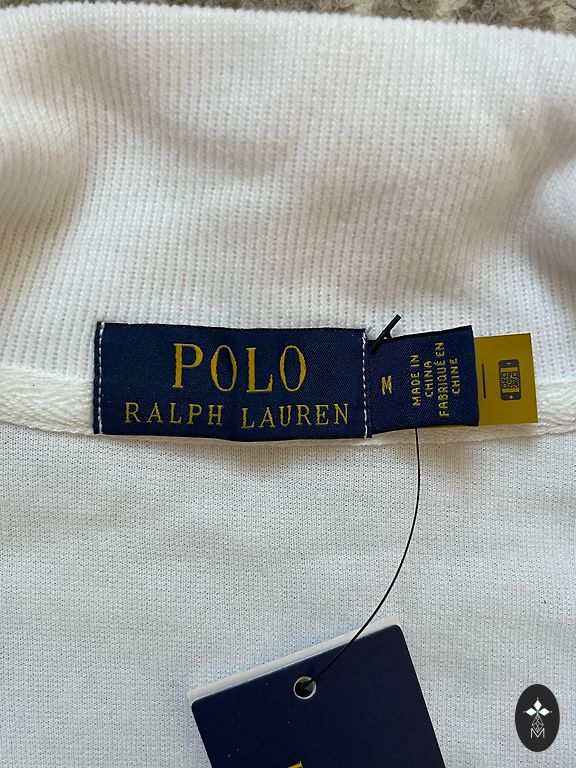 POLO
RALPH LAUREN
M
MADE IN
CHINA
FABRIQUÉ EN
CHINE
M